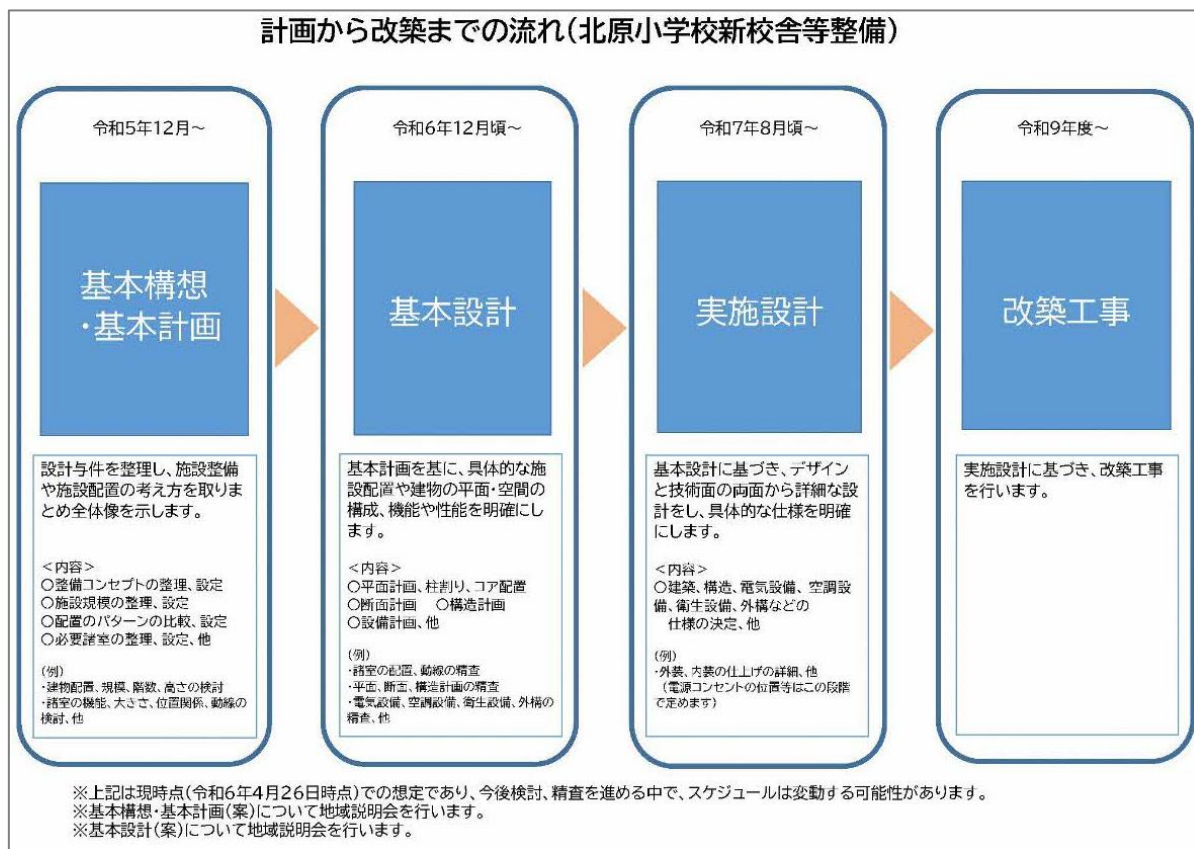 計画から改築までの流れ(北原小学校新校舎等整備)
令和5年12月~
基本構想
・基本計画
設計与件を整理し、施設整備
や施設配置の考え方を取りま
とめ全体像を示します。
<内容>
○整備コンセプトの整理、設定
○施設規模の整理、設定
○配置のパターンの比較、設定
○必要諸室の整理、設定、他
(例)
・建物配置、規模、階数、高さの検討
・諸室の機能、大きさ、位置関係、動線の
検討、他
令和6年12月頃~
基本設計
基本計画を基に、具体的な施
設配置や建物の平面・空間の
構成、機能や性能を明確にし
ます。
<内容>
○平面計画、柱割り、コア配置
○断面計画 ○構造計画
○設備計画、他
(例)
・諸室の配置、動線の精査
・平面、断面、構造計画の精査
・電気設備、空調設備、衛生設備、外構の
精査、他
令和7年8月頃~
実施設計
基本設計に基づき、デザイン
と技術面の両面から詳細な設
計をし、具体的な仕様を明確
にします。
<内容>
○建築、構造、電気設備、空調設
備、衛生設備、外構などの
仕様の決定、他
(例)
・外装、内装の仕上げの詳細、他
(電源コンセントの位置等はこの段階
で定めます)
令和9年度~
改築工事
実施設計に基づき、改築工事
を行います。
※上記は現時点(令和6年4月26日時点)での想定であり、今後検討、精査を進める中で、スケジュールは変動する可能性があります。
※基本構想・基本計画(案)について地域説明会を行います。
※基本設計(案)について地域説明会を行います。